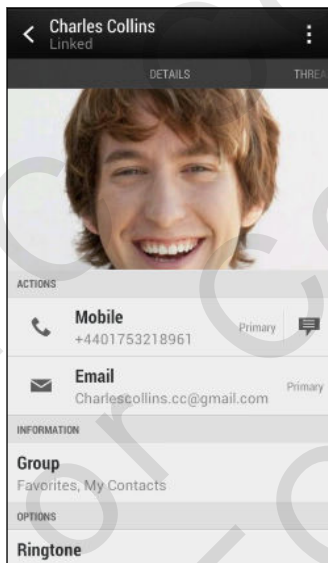 Charles Collins
Linked
DETAILS THREA
ACTIONS
Mobile
+4401753218961 Primary
Email
Charlescollins.cc@gmail.com Primary
INFORMATION
Group
Favorites, My Contacts
OPTIONS
Ringtone